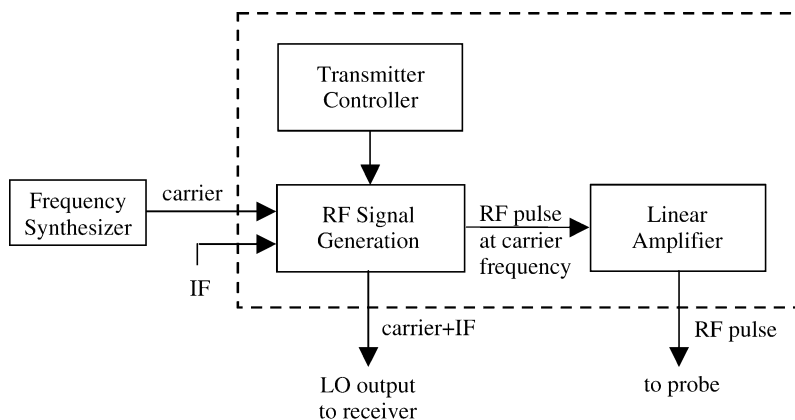 Transmitter
Controller
Frequency
Synthesizer
carrier
IF
RF Signal
Generation
RF pulse
at carrier
frequency
Linear
Amplifier
carrier+IF
LO output
to receiver
RF pulse
to probe